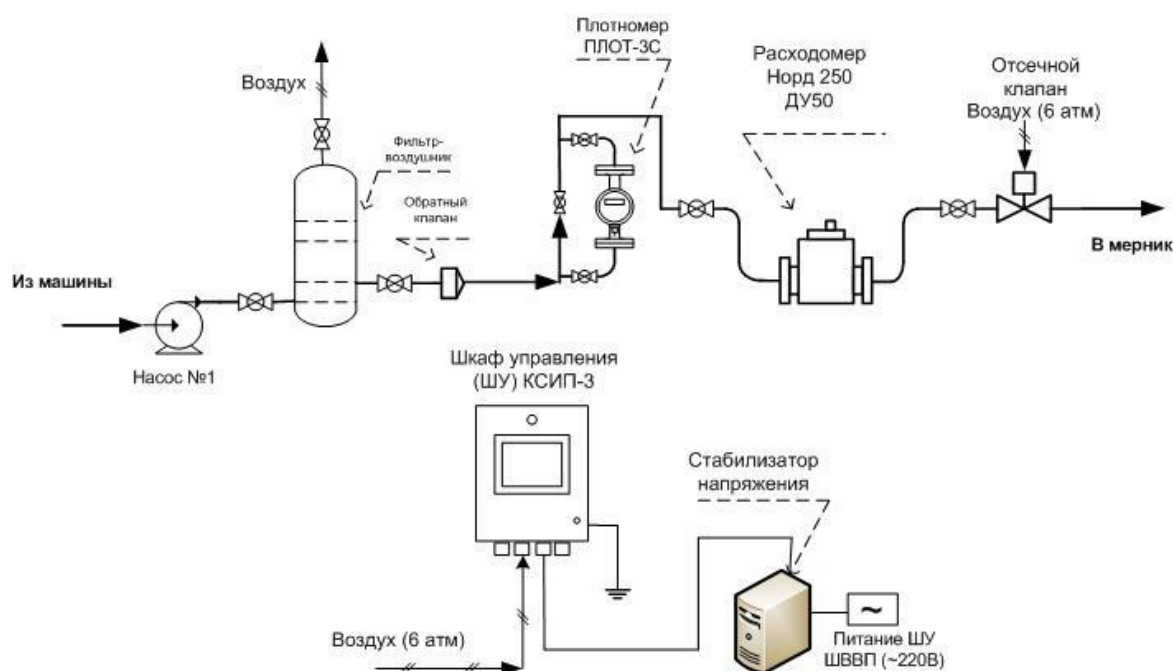 Плотномер
ПЛОТ-3С
Расходомер
Норд 250
ДУ50
Отсечной
клапан
Воздух (6 атм)
Воздух
Фильтр-
воздушник
Обратный
клапан
Из машины
В мерник
Насос №1
Шкаф управления
(ШУ) КСИП-3
Стабилизатор
напряжения
~
Воздух (6 атм)
Питание ШУ
ШВВП (~220В)